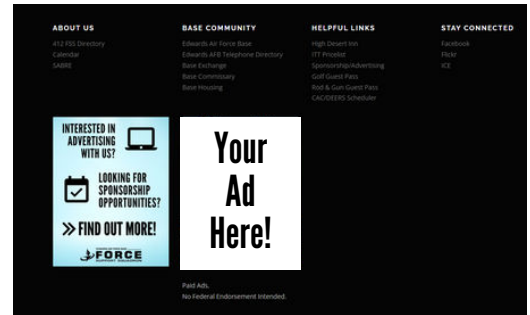 ABOUT US
412 FSS Directory
Calendar
SABRE
BASE COMMUNITY
Edwards Air Force Base
Edwards AFB Telephone Directory
Base Exchange
Base Commissary
Base Housing
HELPFUL LINKS
High Desert Inn
ITT Pricelist
Sponsorship/Advertising
Golf Guest Pass
Rod & Gun Guest Pass
CAC/DEERS Scheduler
STAY CONNECTED
Facebook
Flickr
ICE
INTERESTED IN
ADVERTISING
WITH US?
LOOKING FOR
SPONSORSHIP
OPPORTUNITIES?
>> FIND OUT MORE!
FORCE
Your
Ad
Here!
Paid Ads.
No Federal Endorsement Intended.